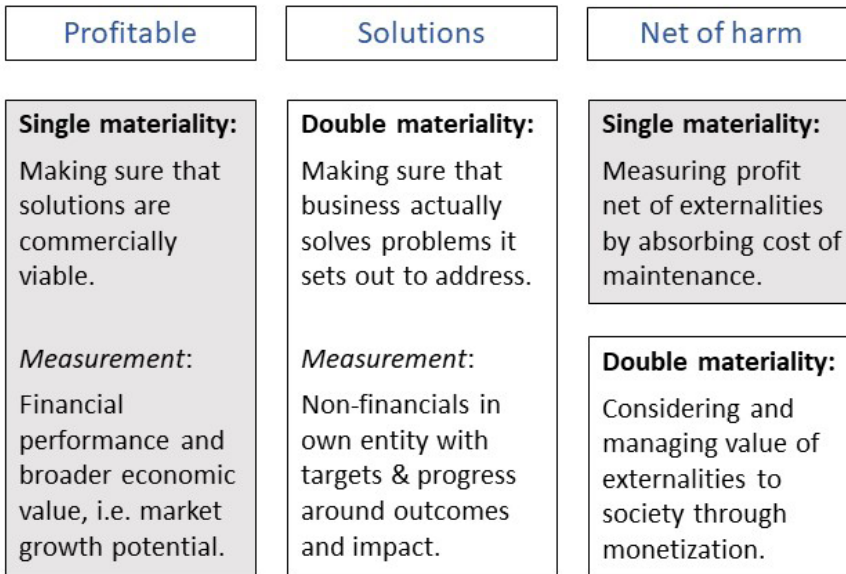 Profitable
Solutions
Net of harm
Single materiality:
Making sure that
solutions are
commercially
viable.
Measurement:
Financial
performance and
broader economic
value, i.e. market
growth potential.
Double materiality:
Making sure that
business actually
solves problems it
sets out to address.
Measurement:
Non-financials in
own entity with
targets & progress
around outcomes
and impact.
Single materiality:
Measuring profit
net of externalities
by absorbing cost of
maintenance.
Double materiality:
Considering and
managing value of
externalities to
society through
monetization.